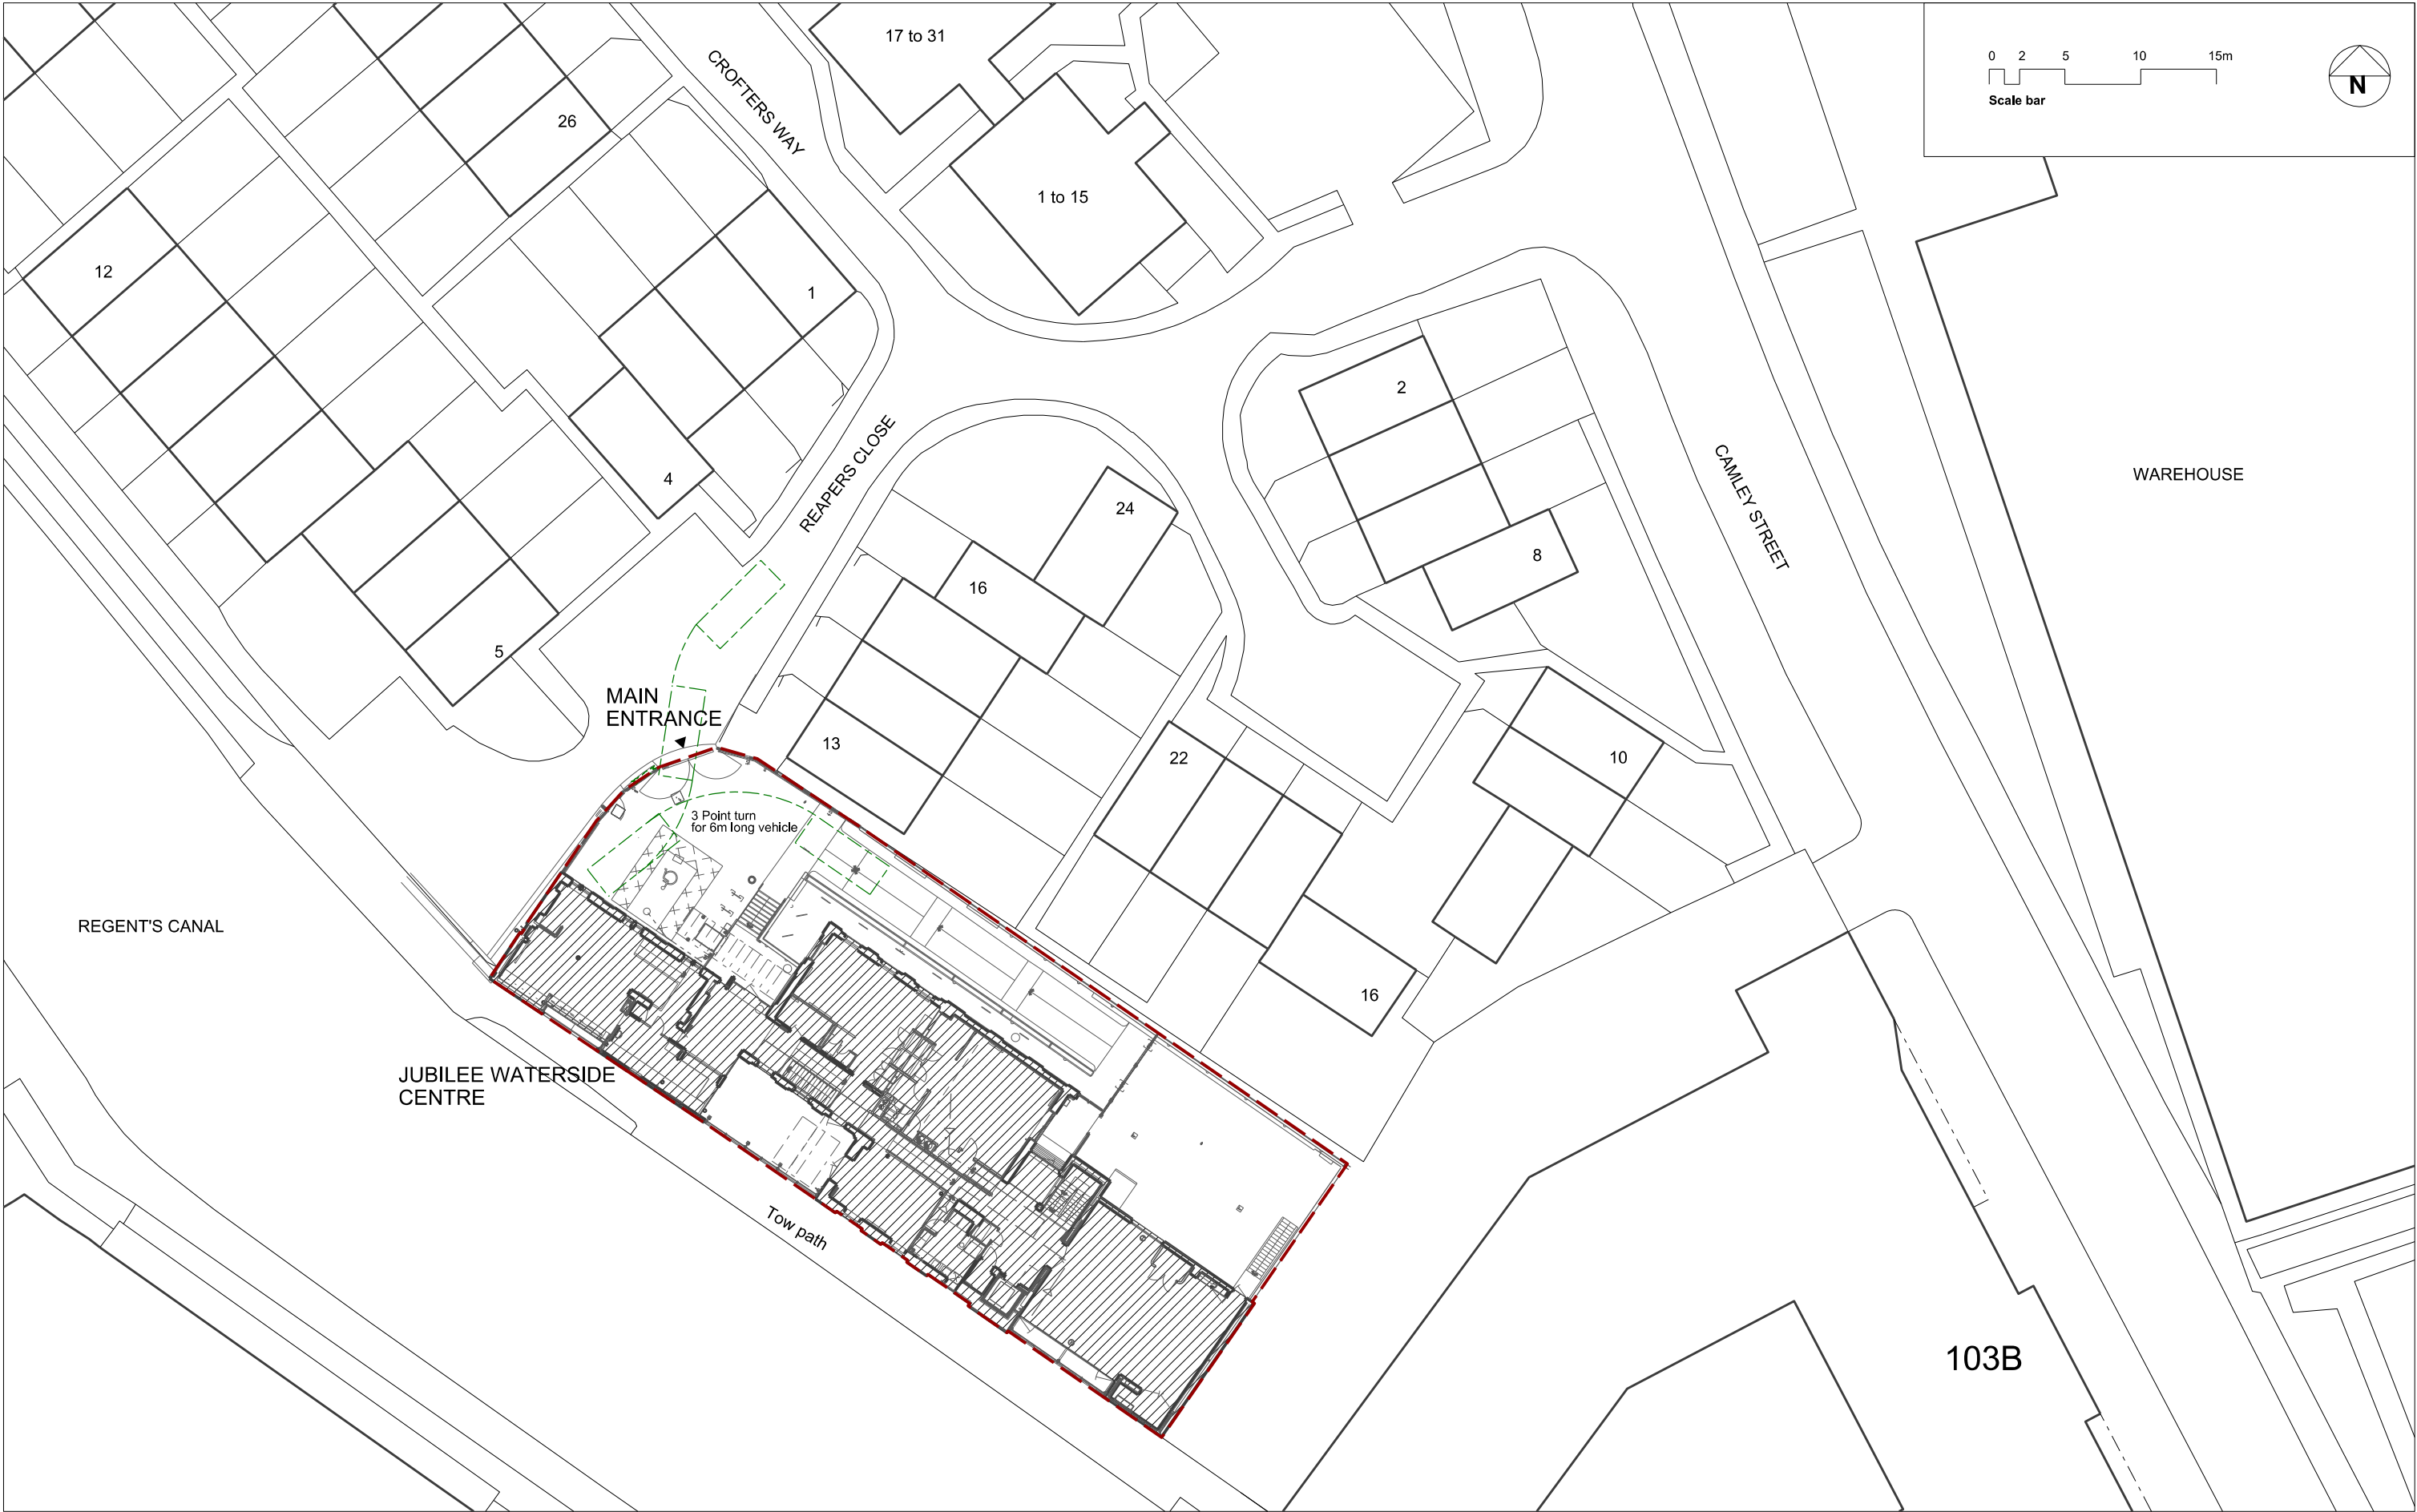 17 to 31
0 2 5 10 15m
Scale bar
N
CROFTERS WAY
26
1 to 15
12
1
2
4
REAPERS CLOSE
24
CAMLEY STREET
WAREHOUSE
16
8
5
MAIN
ENTRANCE
13
22
10
3 Point turn
for 6m long vehicle
REGENT'S CANAL
16
JUBILEE WATERSIDE
CENTRE
Tow path
103B